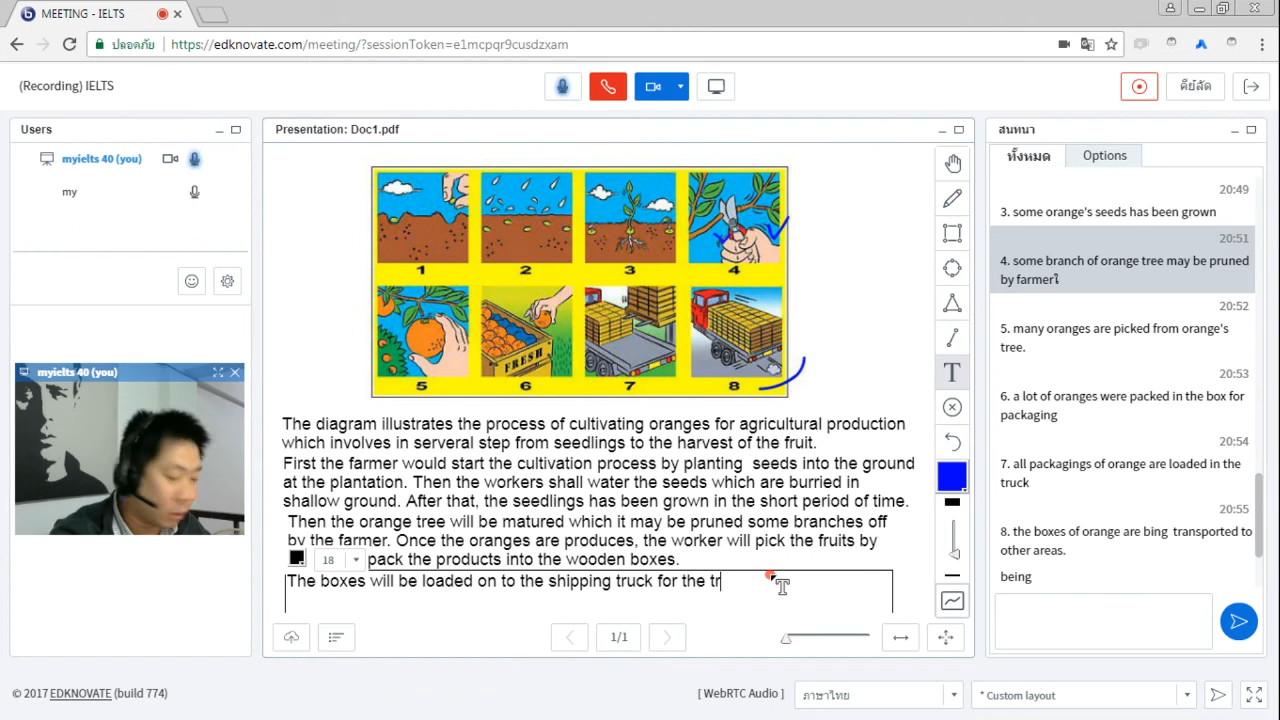 MEETING - IELTS
ปลอดภัย
https://edknovate.com/meeting/?sessionToken=e1mcpqr9cusdzxam
(Recording) IELTS
คีย์ลัด
Users
myielts 40 (you)
my
myielts 40 (you)
Presentation: Doc1.pdf
1 2 3 4
FRESH
5 6 7 8
The diagram illustrates the process of cultivating oranges for agricultural production
which involves in serveral step from seedlings to the harvest of the fruit.
First the farmer would start the cultivation process by planting seeds into the ground
at the plantation. Then the workers shall water the seeds which are burried in
shallow ground. After that, the seedlings has been grown in the short period of time.
Then the orange tree will be matured which it may be pruned some branches off
by the farmer. Once the oranges are produces, the worker will pick the fruits by
18
pack the products into the wooden boxes.
The boxes will be loaded on to the shipping truck for the tr
T
1/1
สนทนา
ทั้งหมด
Options
20:49
3. some orange's seeds has been grown
20:51
4. some branch of orange tree may be pruned
by farmerใ
20:52
5. many oranges are picked from orange's
tree.
20:53
6. a lot of oranges were packed in the box for
packaging
20:54
7. all packagings of orange are loaded in the
truck
20:55
8. the boxes of orange are bing transported to
other areas.
being
© 2017 EDKNOVATE (build 774)
[ WebRTC Audio ]
ภาษาไทย
* Custom layout